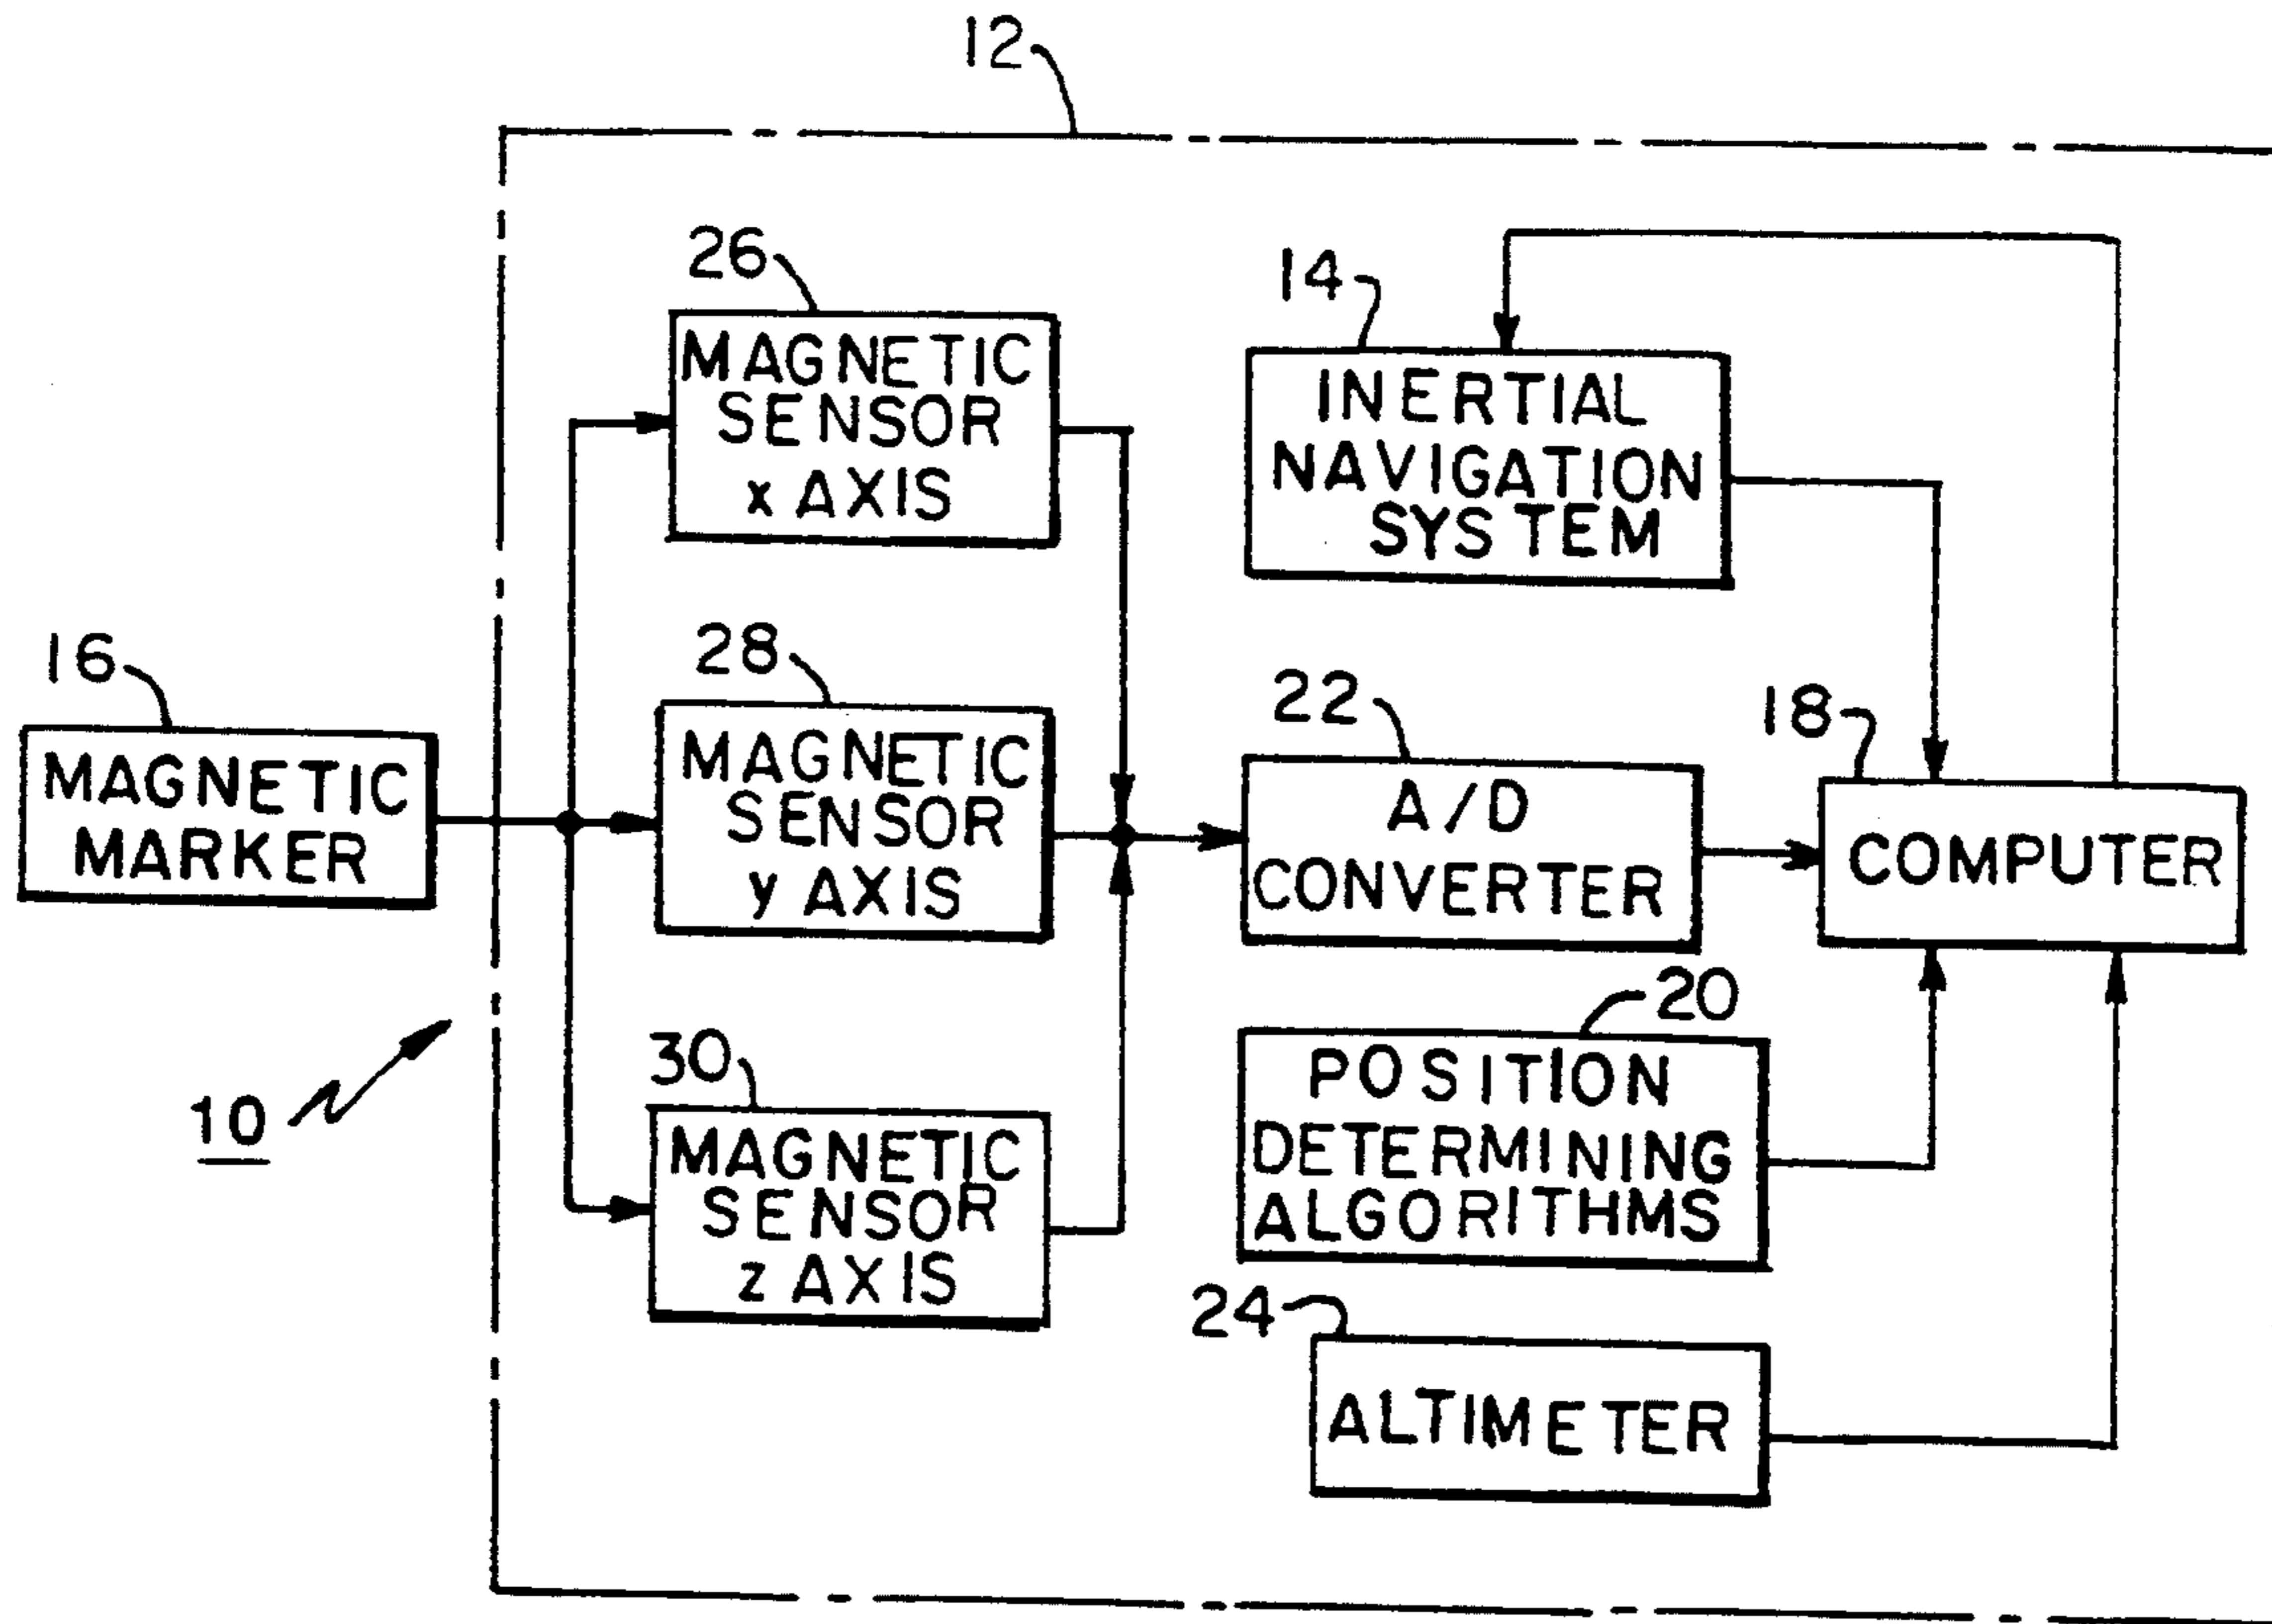 12
26
MAGNETIC
SENSOR
x AXIS
14
INERTIAL
NAVIGATION
SYSTEM
16
MAGNETIC
MARKER
28
MAGNETIC
SENSOR
y AXIS
22
A/D
CONVERTER
18
COMPUTER
10
30
MAGNETIC
SENSOR
z AXIS
20
POSITION
DETERMINING
ALGORITHMS
24
ALTIMETER